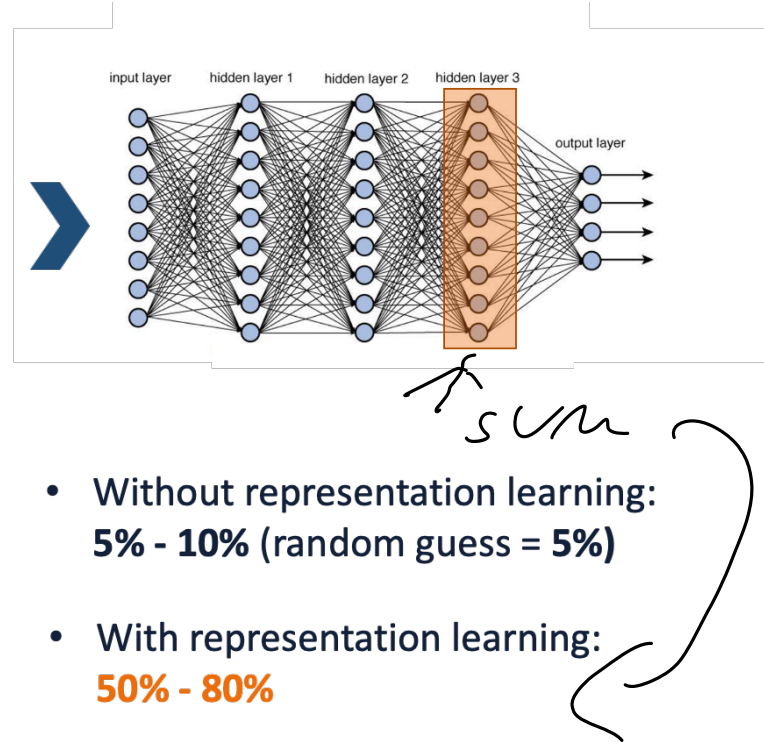 input layer hidden layer 1 hidden layer 2 hidden layer 3
output layer
sum
• Without representation learning:
5% - 10% (random guess = 5%)
• With representation learning:
50% - 80%